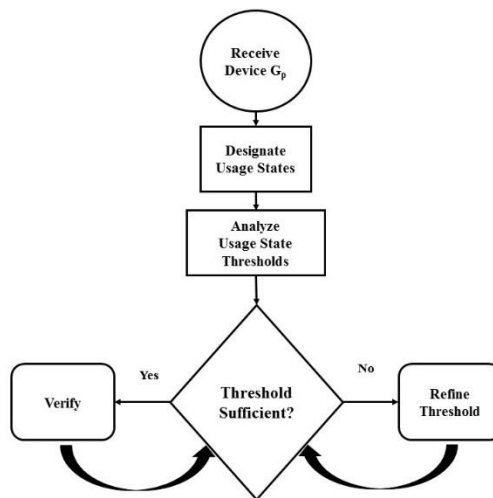 Receive
Device Gp
Designate
Usage States
Analyze
Usage State
Thresholds
Yes
No
Verify
Threshold
Sufficient?
Refine
Threshold